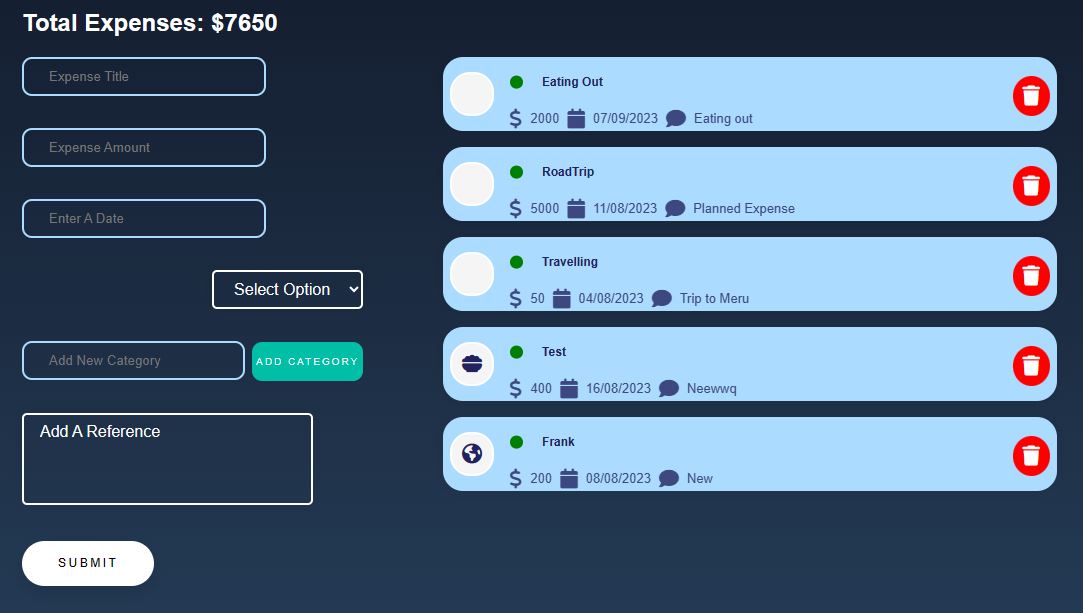 Total Expenses: $7650
Expense Title
Expense Amount
Enter A Date
Select Option
Add New Category
ADD CATEGORY
Add A Reference
SUBMIT
Eating Out
$ 2000 07/09/2023 Eating out
RoadTrip
$ 5000 11/08/2023 Planned Expense
Travelling
$ 50 04/08/2023 Trip to Meru
Test
$ 400 16/08/2023 Neewwq
Frank
$ 200 08/08/2023 New